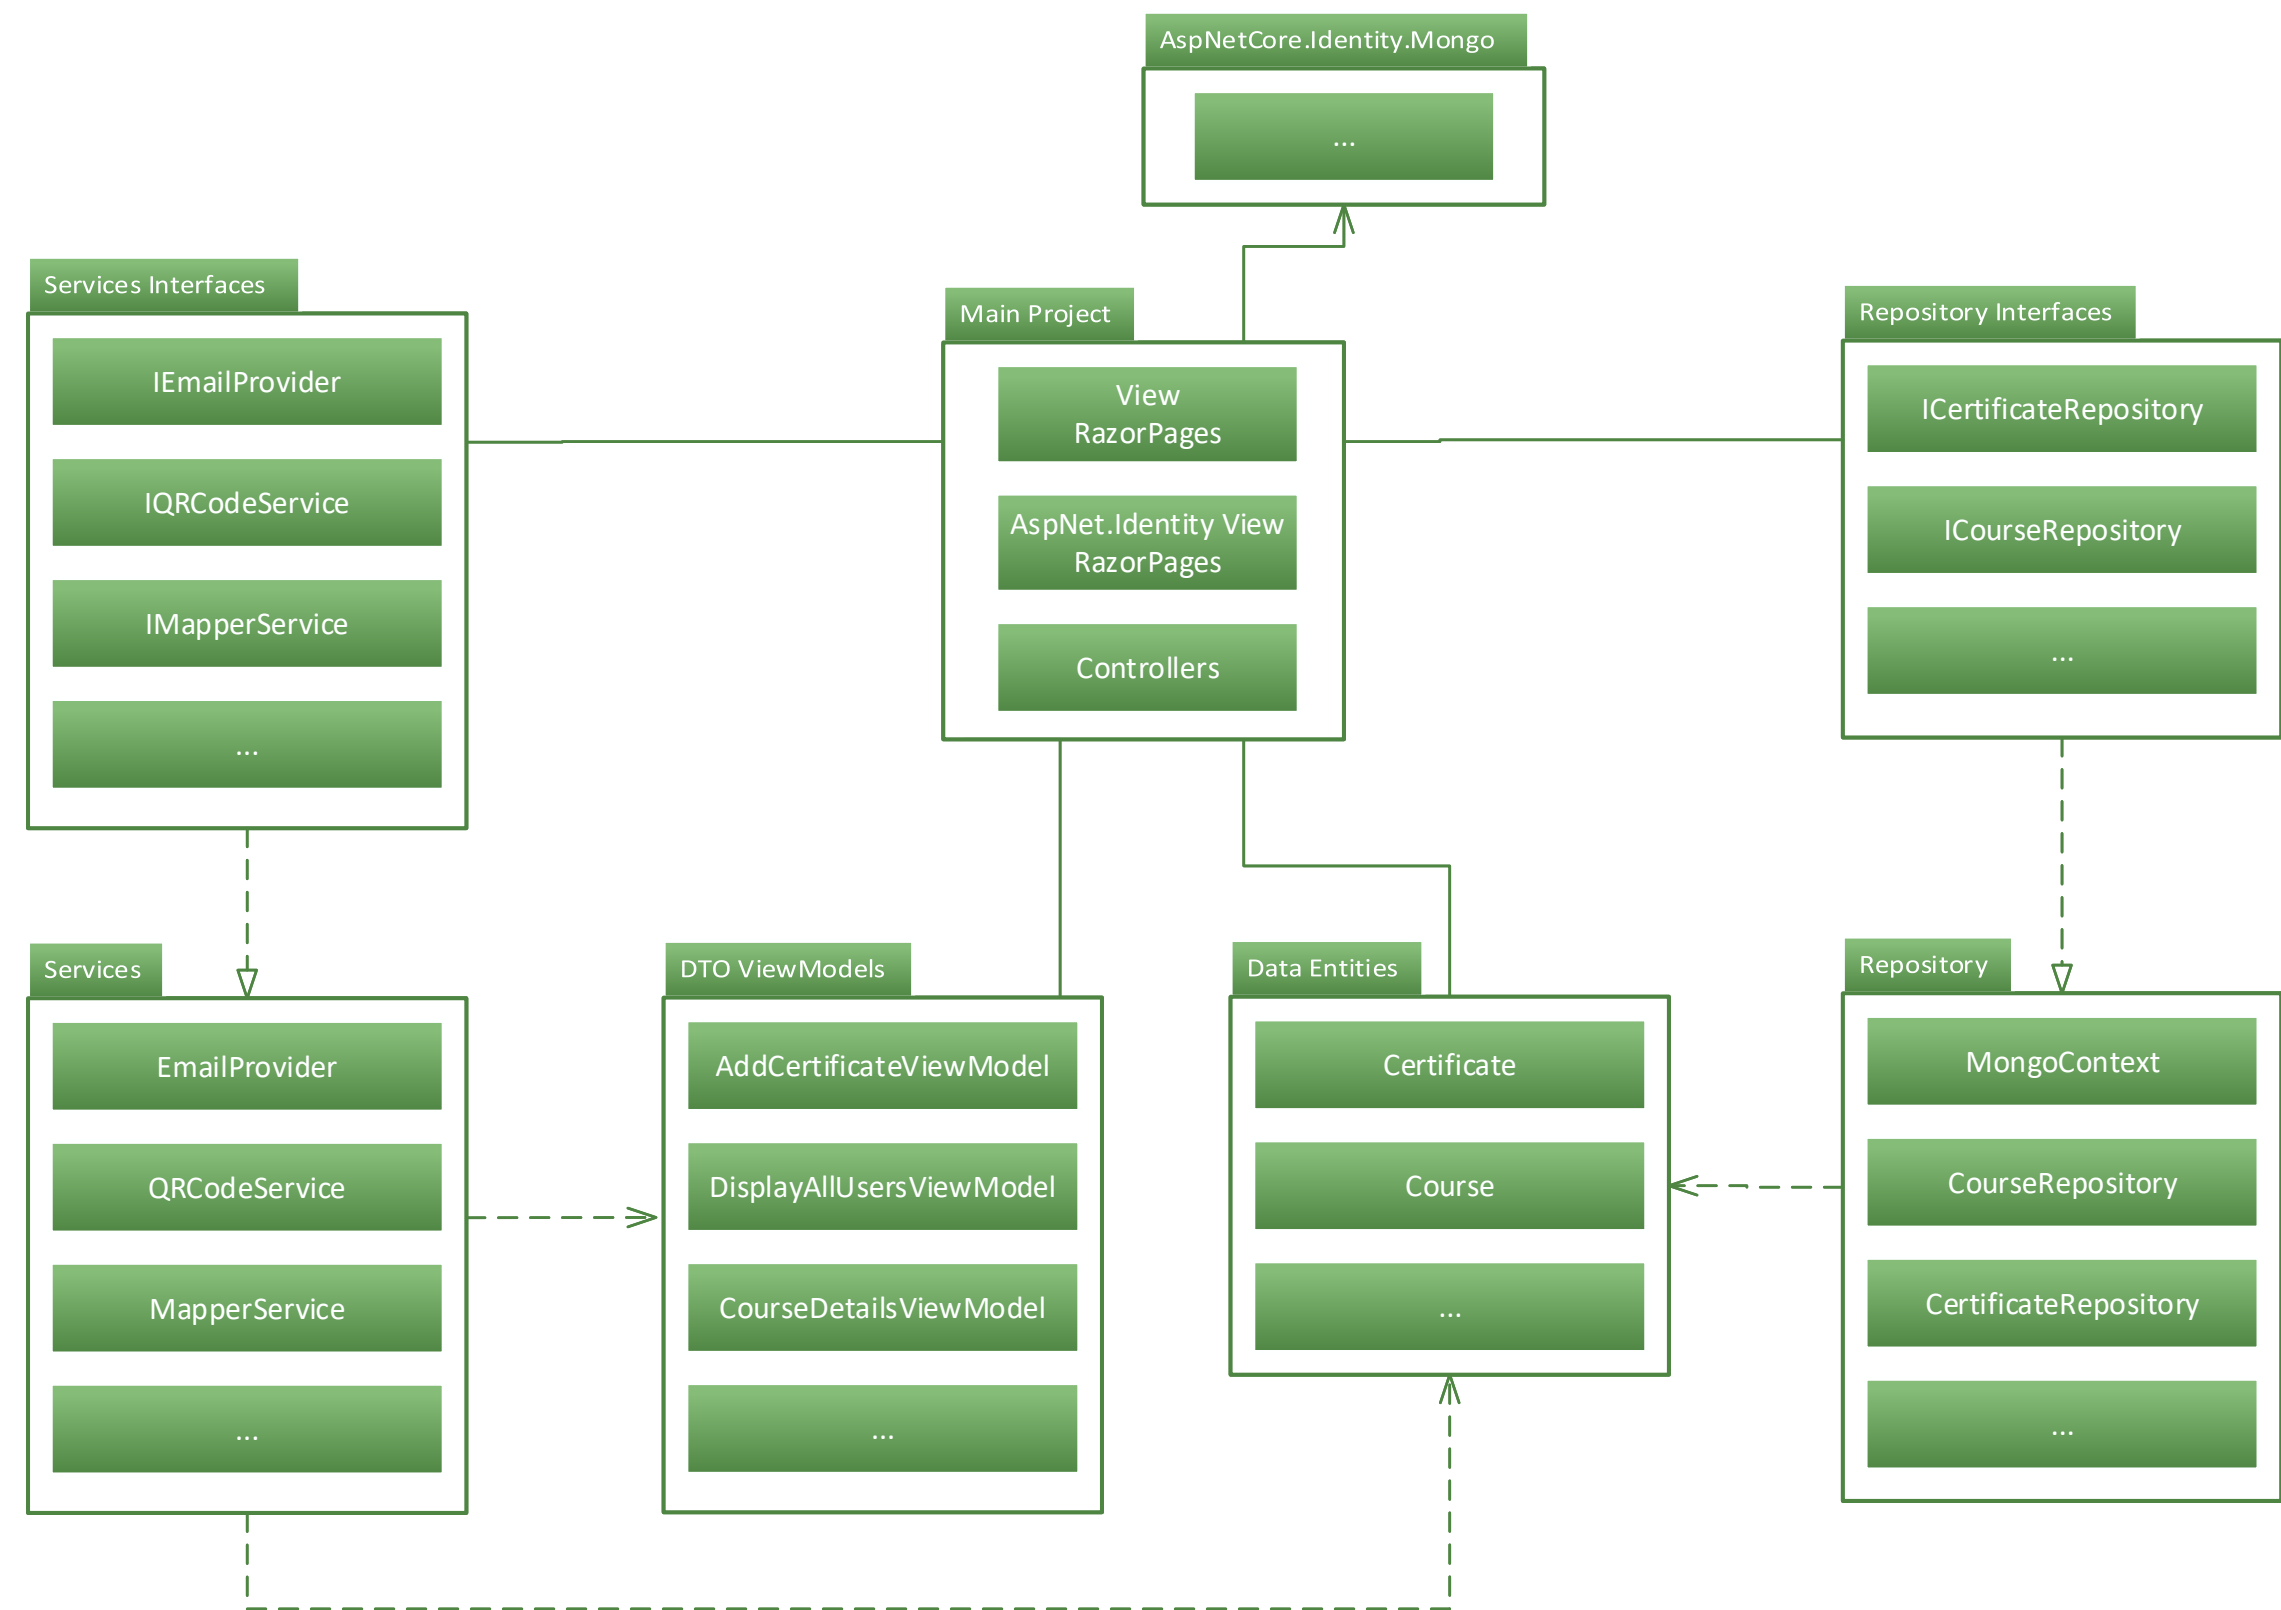 AspNetCore.Identity.Mongo
...
Services Interfaces
IEmailProvider
IQRCodeService
IMapperService
...
Main Project
View
RazorPages
AspNet.Identity View
RazorPages
Controllers
Repository Interfaces
ICertificateRepository
ICourseRepository
...
Services
EmailProvider
QRCodeService
MapperService
...
DTO ViewModels
AddCertificateViewModel
DisplayAllUsersViewModel
CourseDetailsViewModel
...
Data Entities
Certificate
Course
...
Repository
MongoContext
CourseRepository
CertificateRepository
...